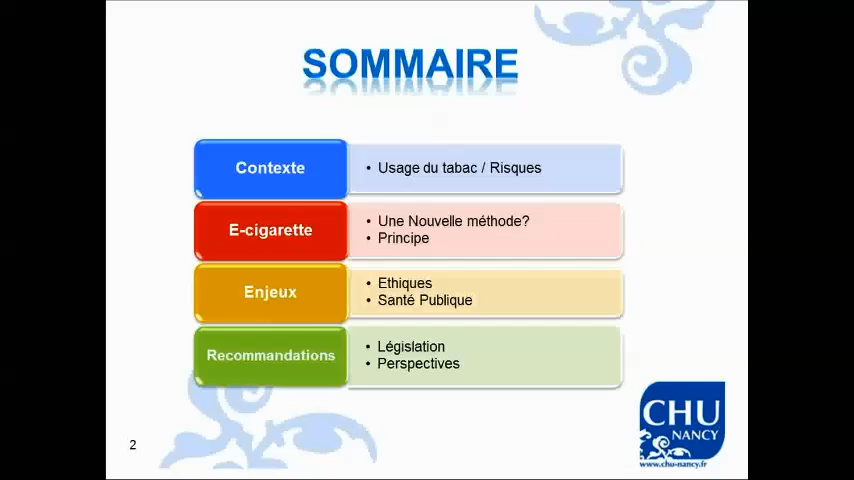 SOMMAIRE
Contexte
• Usage du tabac / Risques
E-cigarette
• Une Nouvelle méthode?
• Principe
Enjeux
• Ethiques
• Santé Publique
Recommandations
• Législation
• Perspectives
2
CHU
NANCY
www.chu-nancy.fr